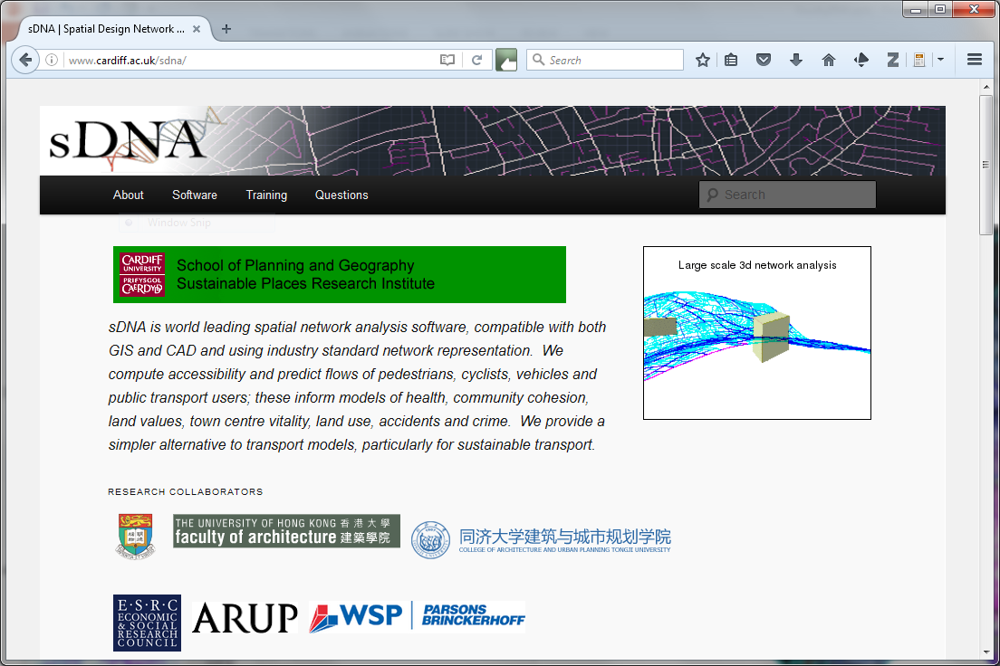 sDNA | Spatial Design Network ...
www.cardiff.ac.uk/sdna/
Search
sDNA
About Software Training Questions
Search
Window Snip
CARDIFF
UNIVERSITY
PRIFYSGOL
CAERDYDD
School of Planning and Geography
Sustainable Places Research Institute
Large scale 3d network analysis
sDNA is world leading spatial network analysis software, compatible with both
GIS and CAD and using industry standard network representation. We
compute accessibility and predict flows of pedestrians, cyclists, vehicles and
public transport users; these inform models of health, community cohesion,
land values, town centre vitality, land use, accidents and crime. We provide a
simpler alternative to transport models, particularly for sustainable transport.
RESEARCH COLLABORATORS
THE UNIVERSITY OF HONG KONG 香港大學
faculty of architecture 建築學院
同济大学建筑与城市规划学院
COLLEGE OF ARCHITECTURE AND URBAN PLANNING TONGJI UNIVERSITY
E·S·R·C
ECONOMIC
& SOCIAL
RESEARCH
COUNCIL
ARUP
WSP
PARSONS
BRINCKERHOFF